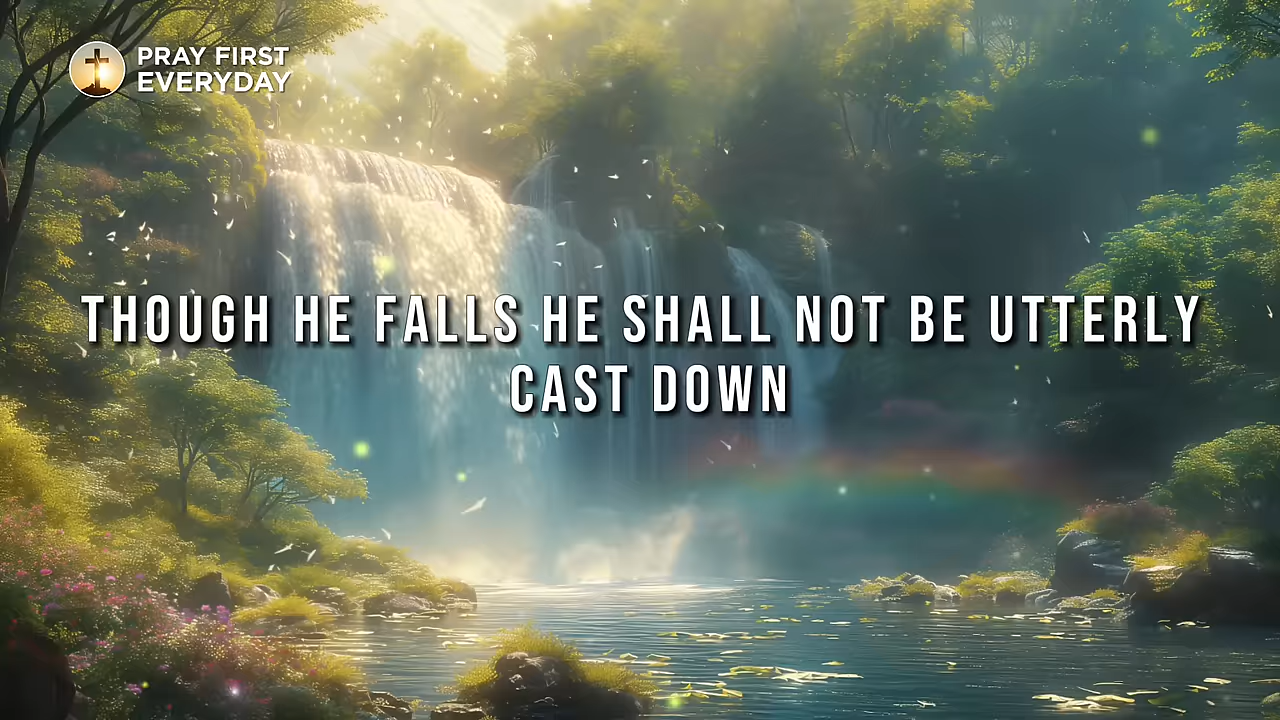 PRAY FIRST
EVERYDAY
THOUGH HE FALLS HE SHALL NOT BE UTTERLY
CAST DOWN